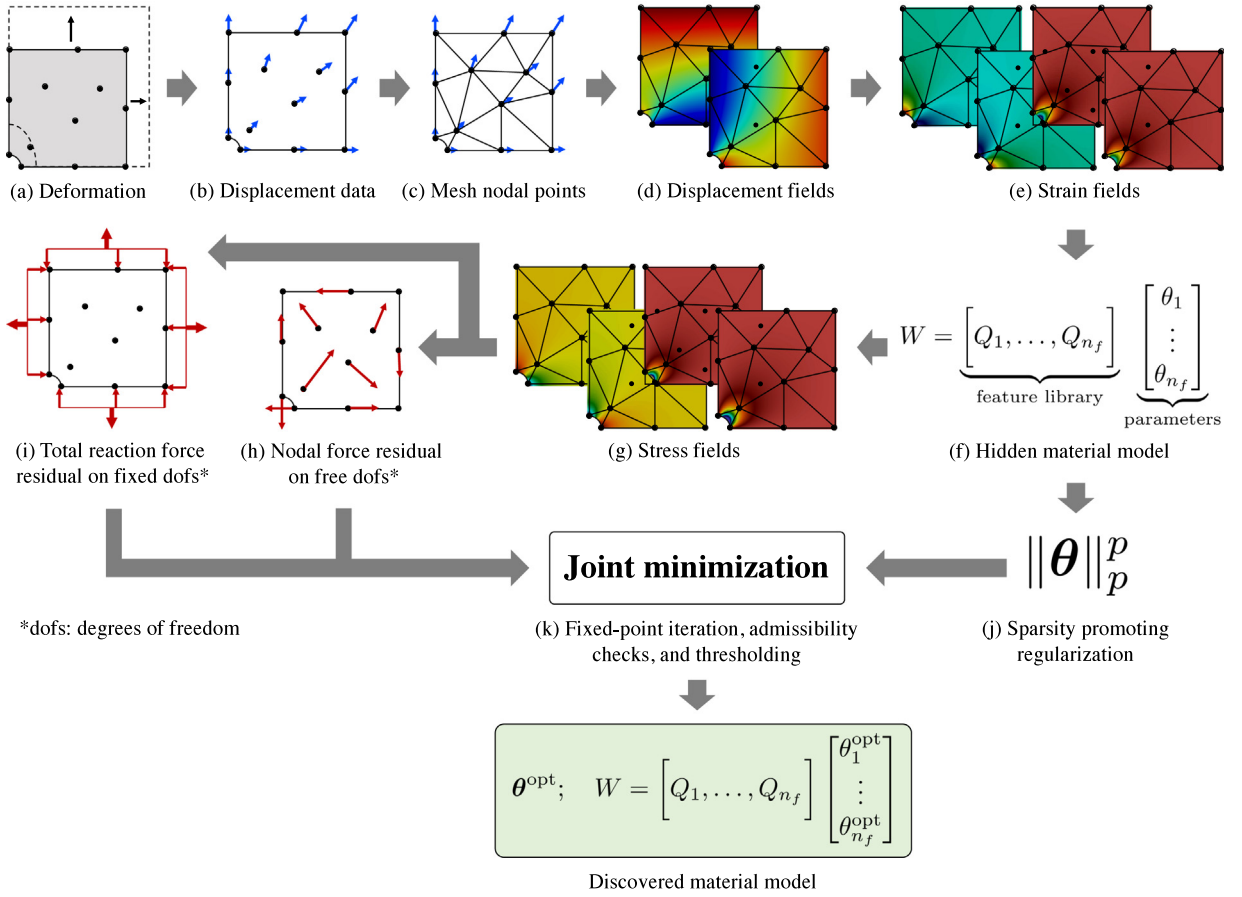 (a) Deformation
(b) Displacement data
(c) Mesh nodal points
(d) Displacement fields
(e) Strain fields
W = [Q₁, . . . , Qₙf] [θ₁ ⋮ θₙf]
feature library
parameters
(i) Total reaction force
residual on fixed dofs*
(h) Nodal force residual
on free dofs*
(g) Stress fields
(f) Hidden material model
Joint minimization
‖θ‖ₚᵖ
*dofs: degrees of freedom
(k) Fixed-point iteration, admissibility
checks, and thresholding
(j) Sparsity promoting
regularization
θᵒᵖᵗ; W = [Q₁, . . . , Qₙf] [θ₁ᵒᵖᵗ ⋮ θₙfᵒᵖᵗ]
Discovered material model